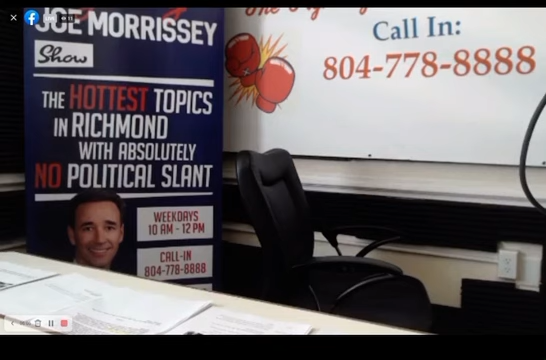 JOE MORRISSEY
Show
THE HOTTEST TOPICS
IN RICHMOND
WITH ABSOLUTELY
NO POLITICAL SLANT
WEEKDAYS
10 AM - 12 PM
CALL-IN
804-778-8888
Call In:
804-778-8888